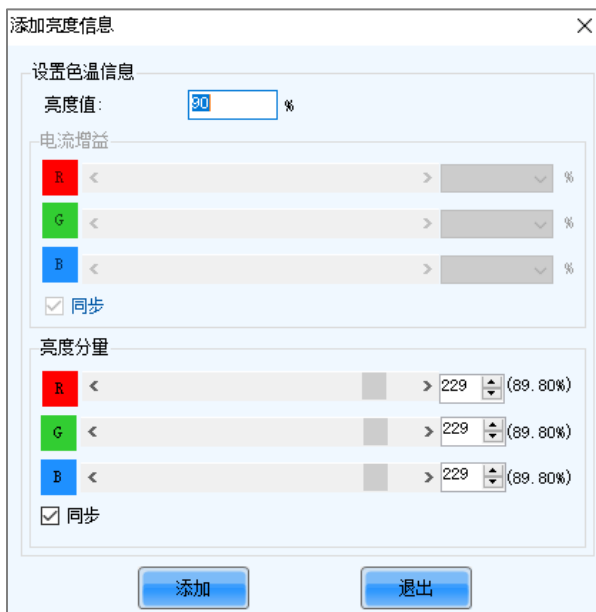 添加亮度信息
设置色温信息
亮度值: 90 %
电流增益
R %
G %
B %
同步
亮度分量
R 229 (89.80%)
G 229 (89.80%)
B 229 (89.80%)
同步
添加 退出